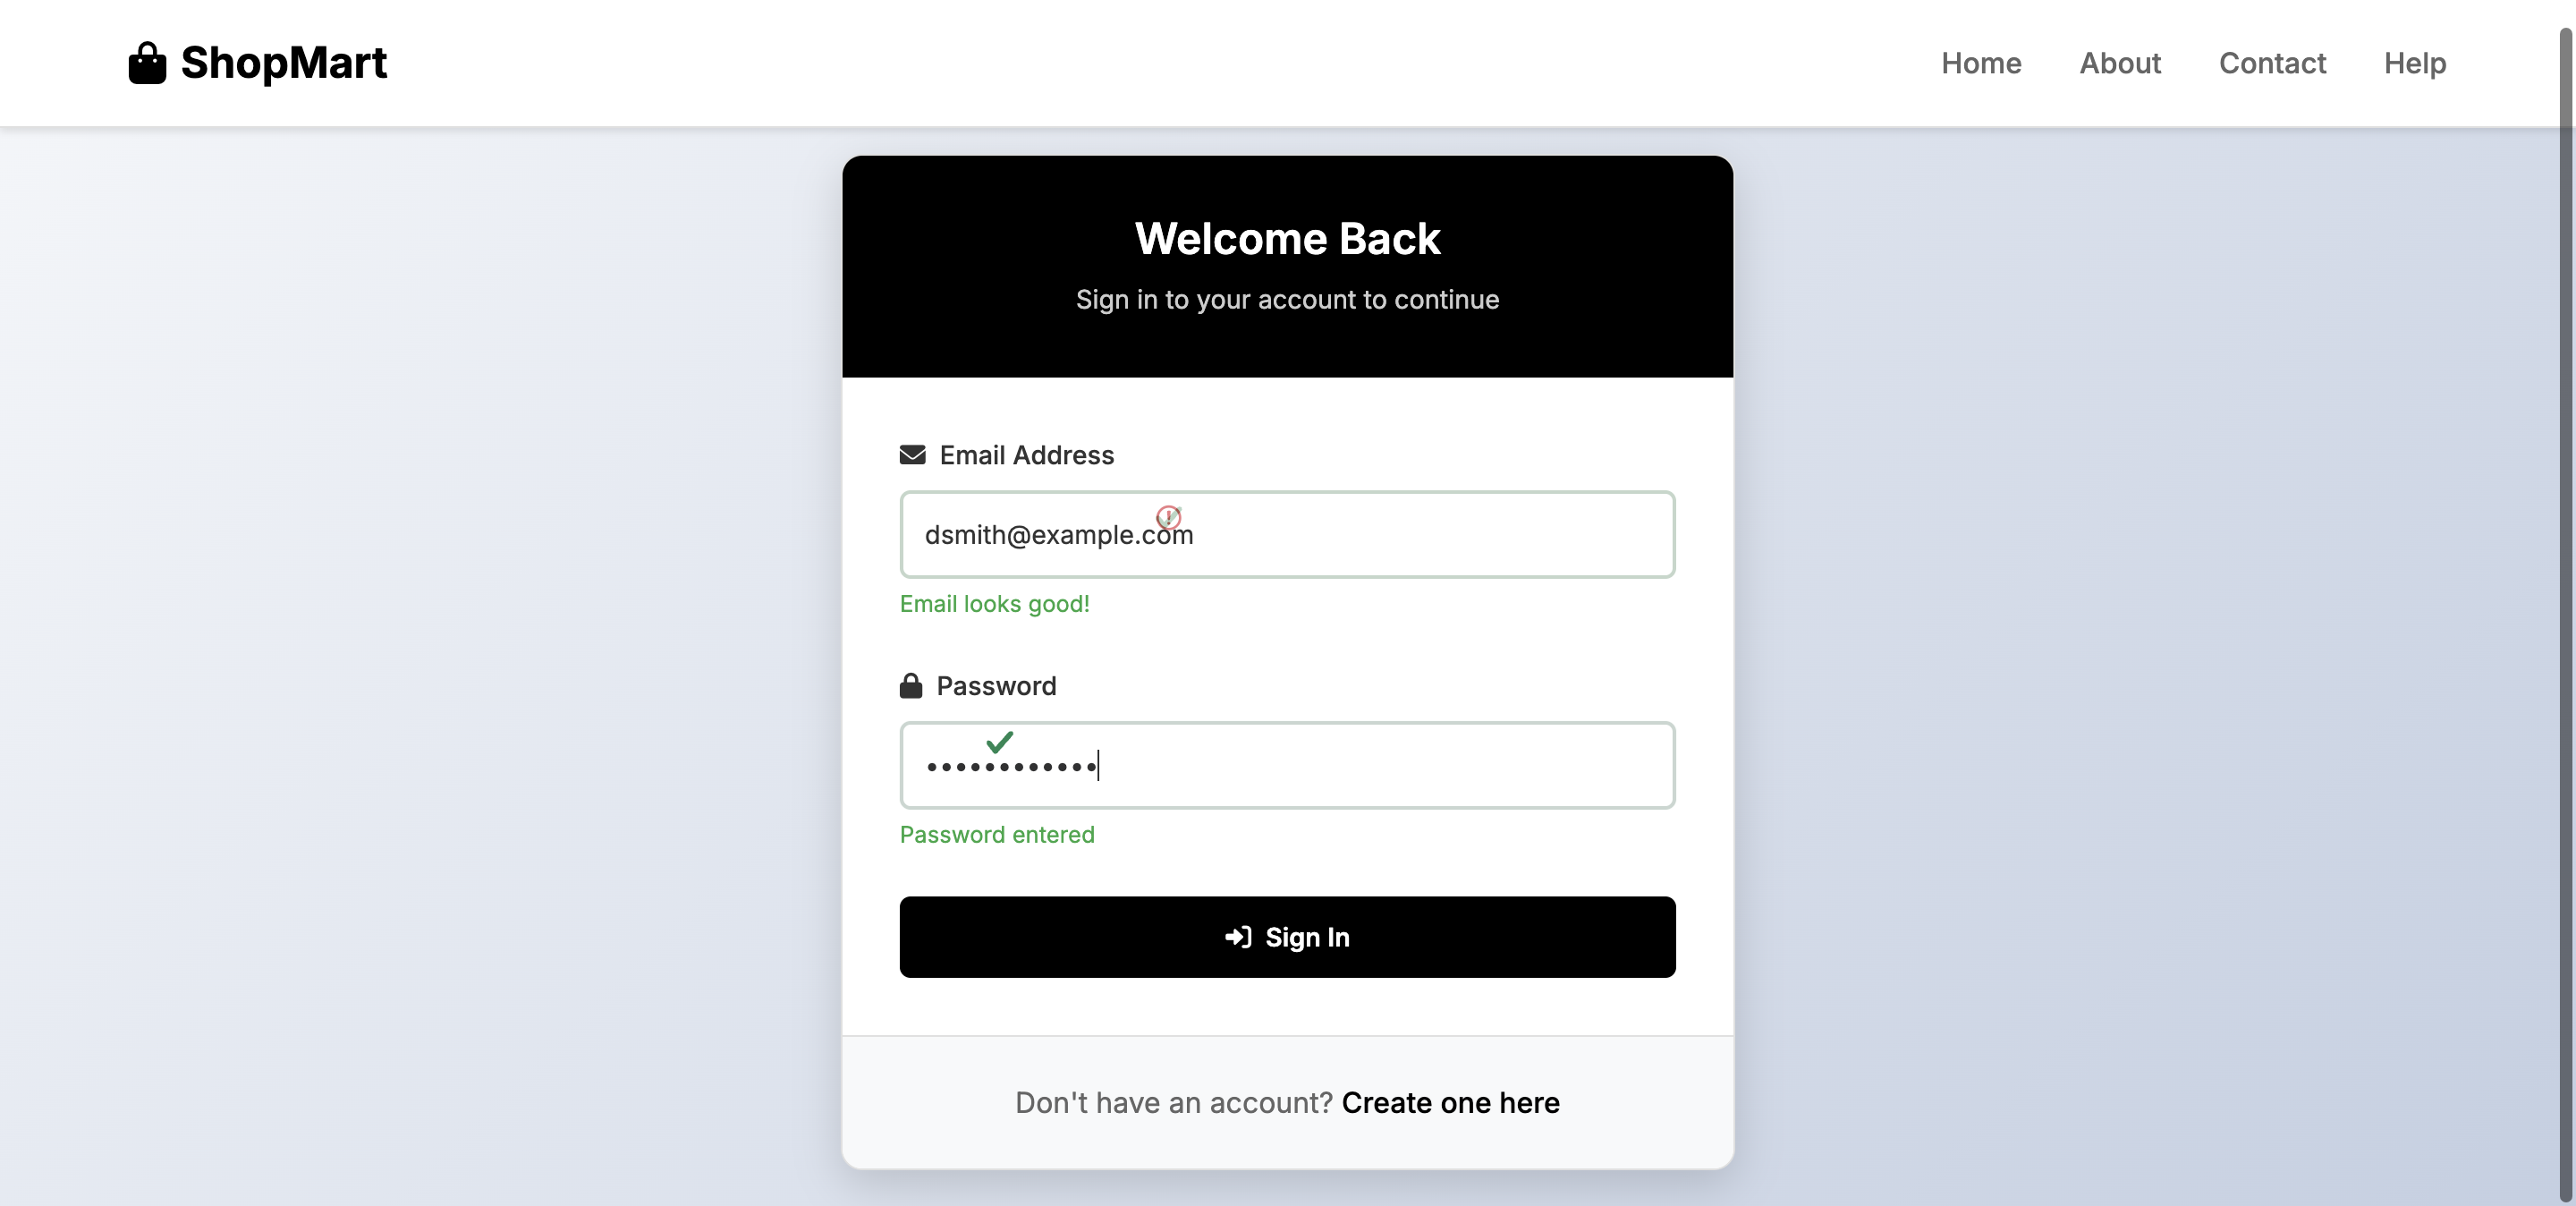 ShopMart
Home About Contact Help
Welcome Back
Sign in to your account to continue
Email Address
dsmith@example.com
Email looks good!
Password
••••••••••••
Password entered
Sign In
Don't have an account? Create one here